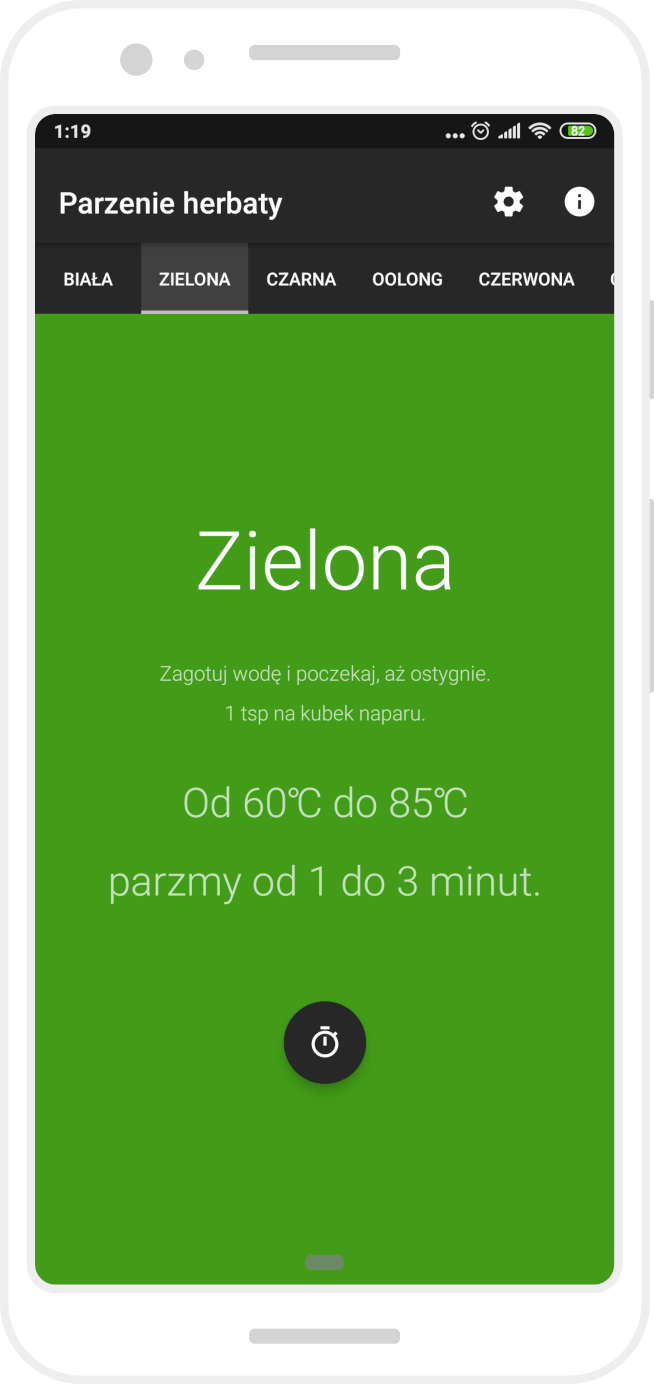 1:19
82
Parzenie herbaty
BIAŁA ZIELONA CZARNA OOLONG CZERWONA
Zielona
Zagotuj wodę i poczekaj, aż ostygnie.
1 tsp na kubek naparu.
Od 60℃ do 85℃
parzmy od 1 do 3 minut.